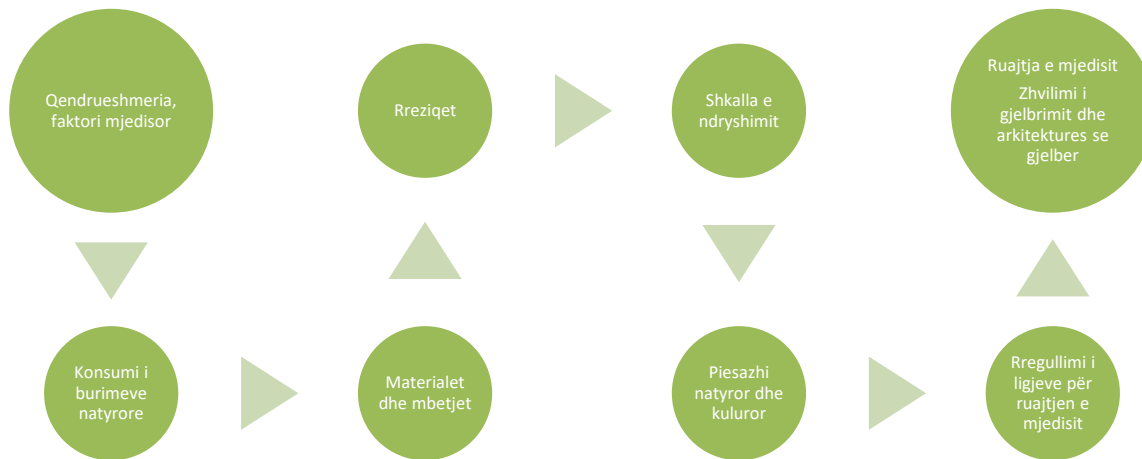 Qendrueshmeria,
faktori mjedisor
Konsumi i
burimeve
natyrore
Materialet
dhe mbetjet
Rreziqet
Shkalla e
ndryshimit
Piesazhi
natyror dhe
kuluror
Rregullimi i
ligjeve për
ruajtjen e
mjedisit
Ruajtja e mjedisit
Zhvilimi i
gjelbrimit dhe
arkitektures se
gjelber